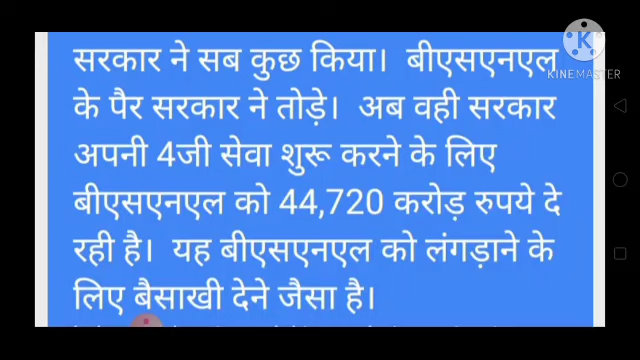 सरकार ने सब कुछ किया। बीएसएनएल
के पैर सरकार ने तोड़े। अब वही सरकार
अपनी 4जी सेवा शुरू करने के लिए
बीएसएनएल को 44,720 करोड़ रुपये दे
रही है। यह बीएसएनएल को लंगड़ाने के
लिए बैसाखी देने जैसा है।
KINEMASTER